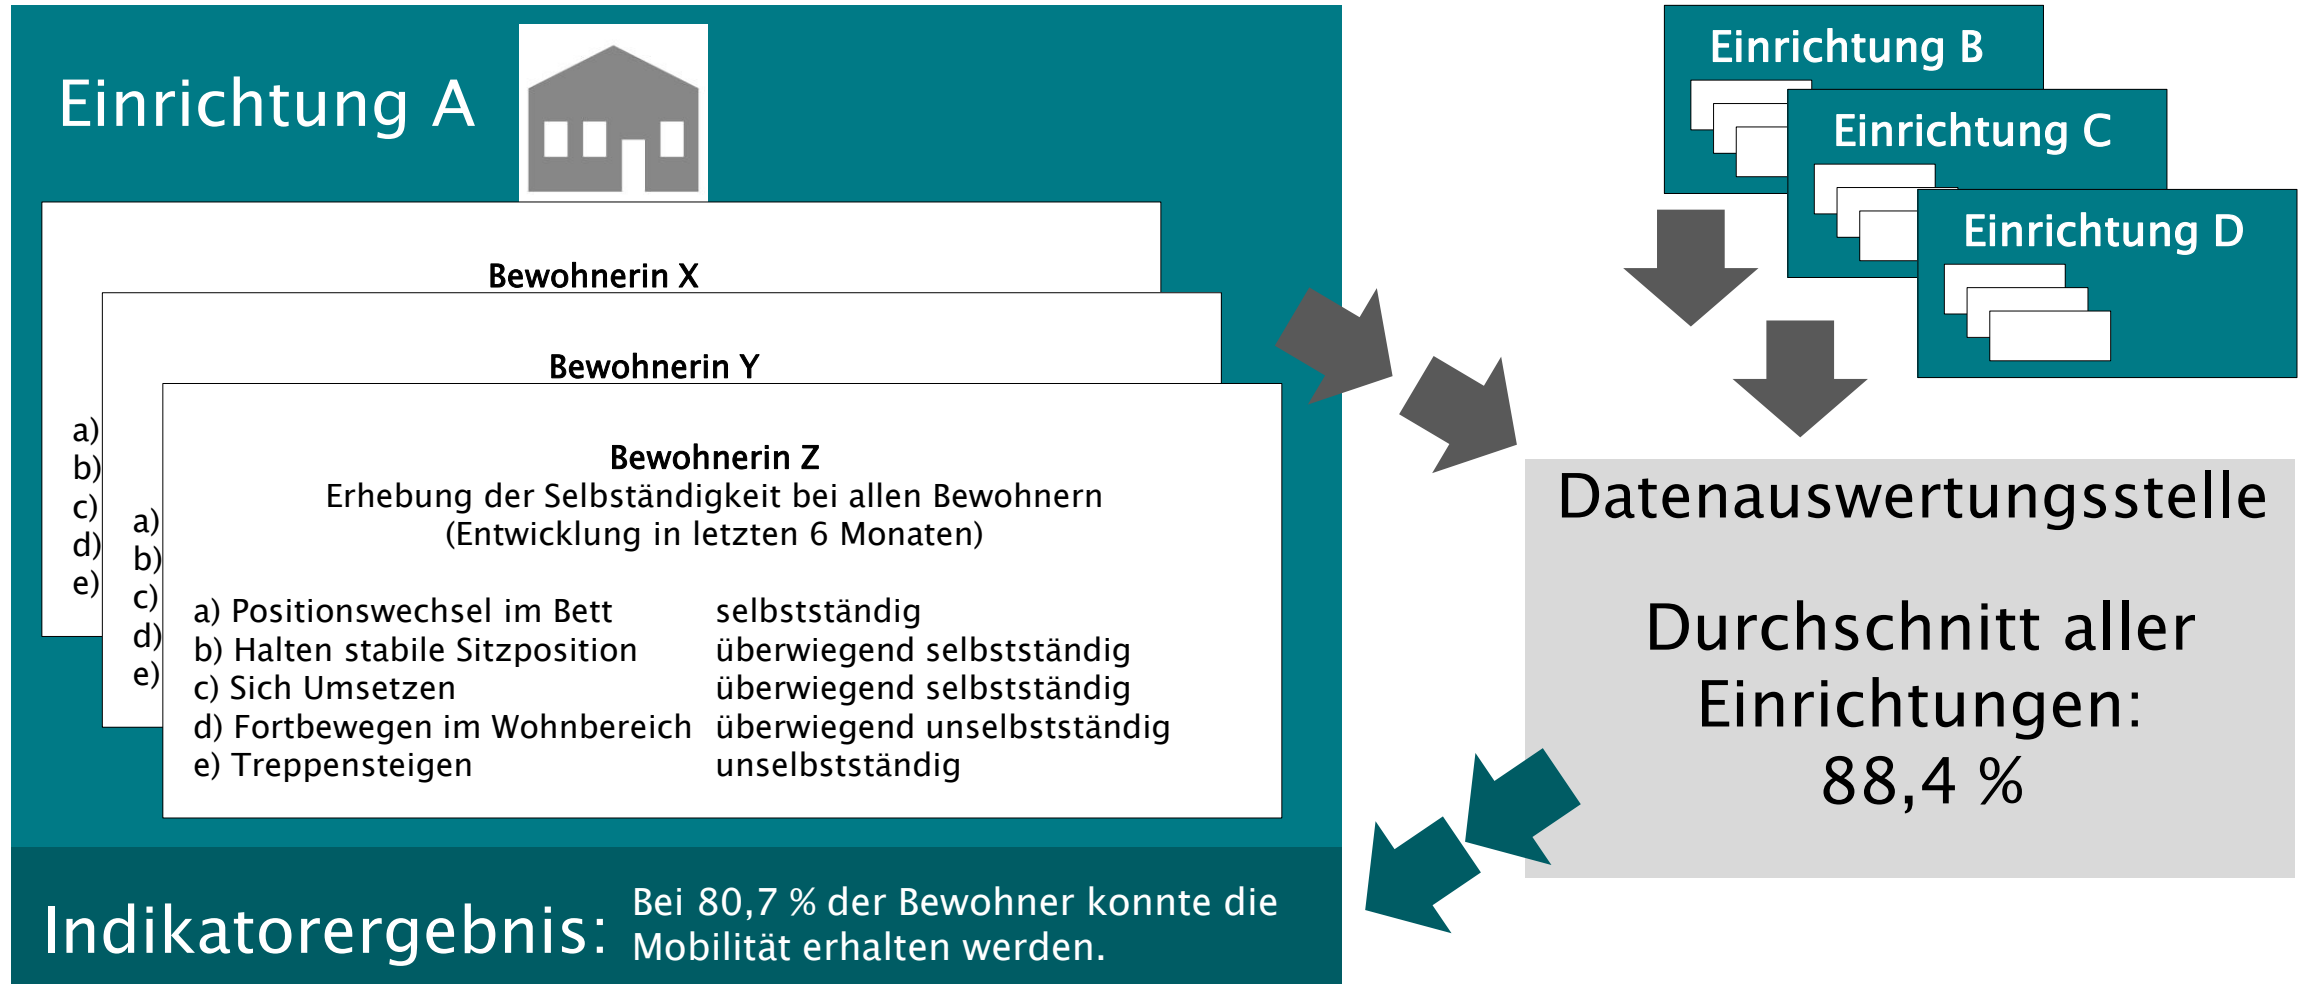 Einrichtung A
Bewohnerin X
a)
b)
c)
d)
e)
Bewohnerin Y
a)
b)
c)
d)
e)
Bewohnerin Z
Erhebung der Selbständigkeit bei allen Bewohnern
(Entwicklung in letzten 6 Monaten)
a) Positionswechsel im Bett selbstständig
b) Halten stabile Sitzposition überwiegend selbstständig
c) Sich Umsetzen überwiegend selbstständig
d) Fortbewegen im Wohnbereich überwiegend unselbstständig
e) Treppensteigen unselbstständig
Indikatorergebnis:
Bei 80,7 % der Bewohner konnte die
Mobilität erhalten werden.
Einrichtung B
Einrichtung C
Einrichtung D
Datenauswertungsstelle
Durchschnitt aller
Einrichtungen:
88,4 %